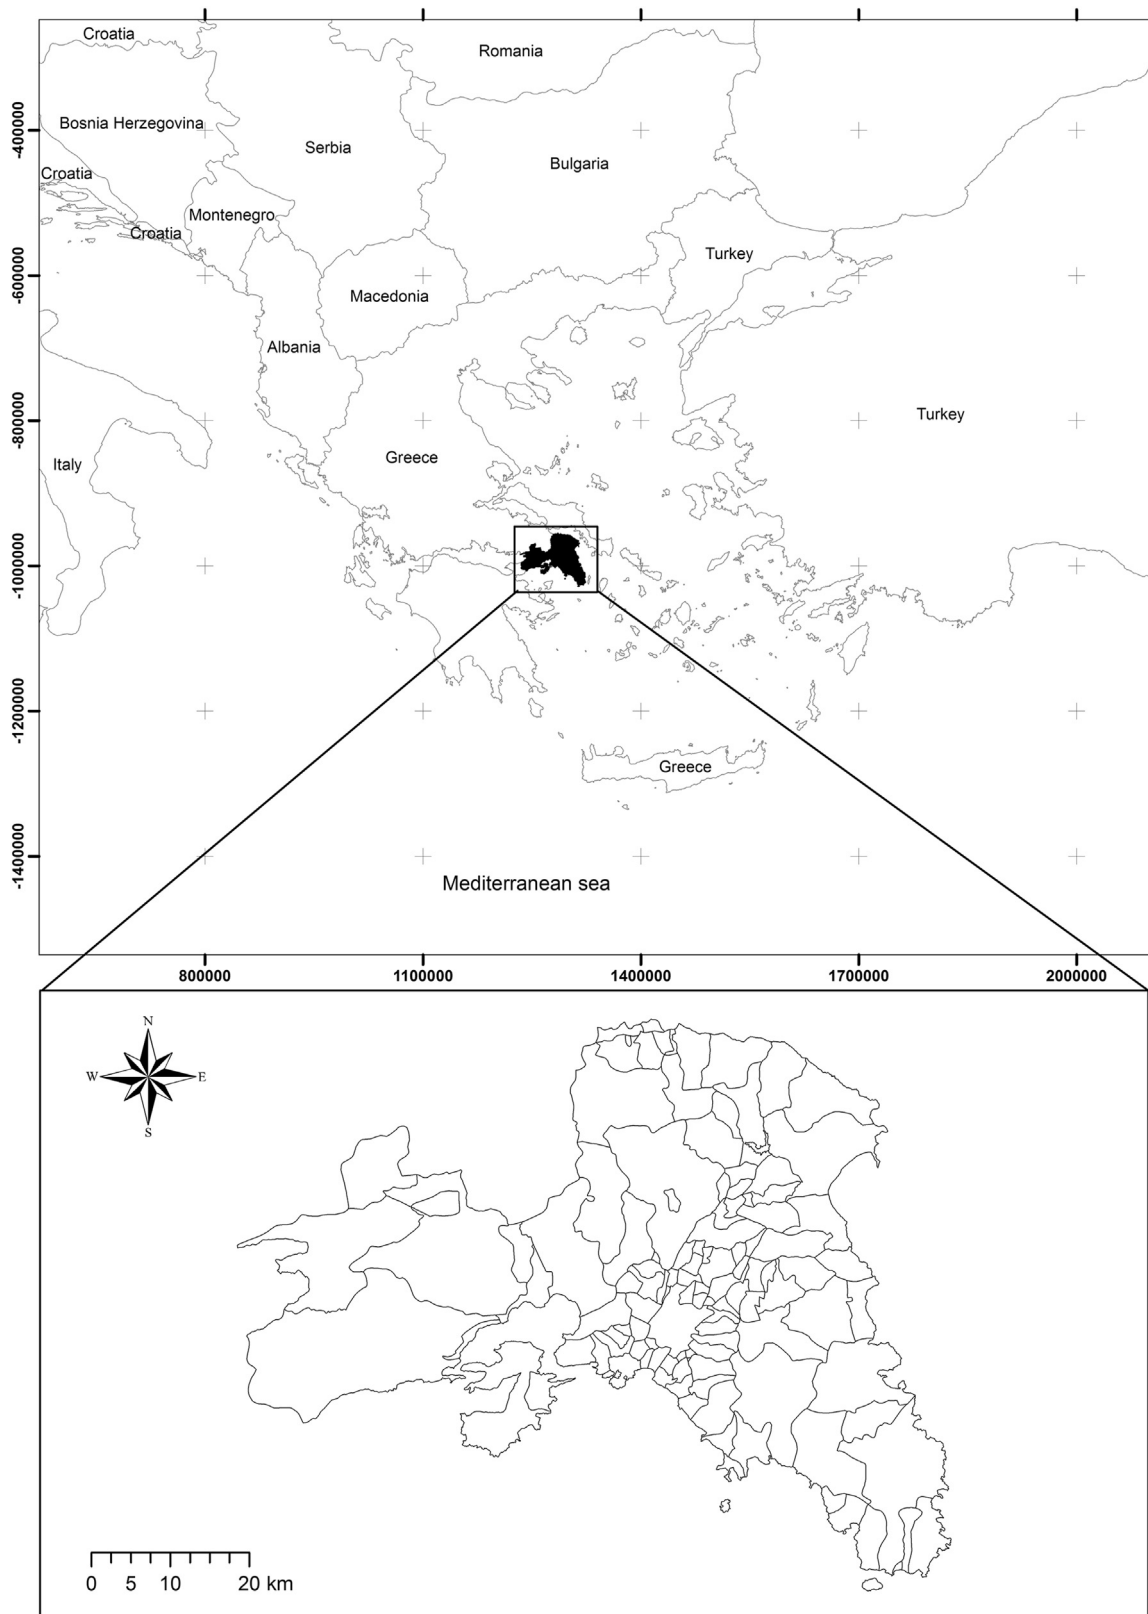 Croatia
Romania
Bosnia Herzegovina
Serbia
Bulgaria
Croatia
Montenegro
Croatia
Turkey
Macedonia
Albania
Turkey
Greece
Italy
Greece
Mediterranean sea
-400000
-600000
-800000
-1000000
-1200000
-1400000
800000 1100000 1400000 1700000 2000000
N
W E
S
0 5 10 20 km